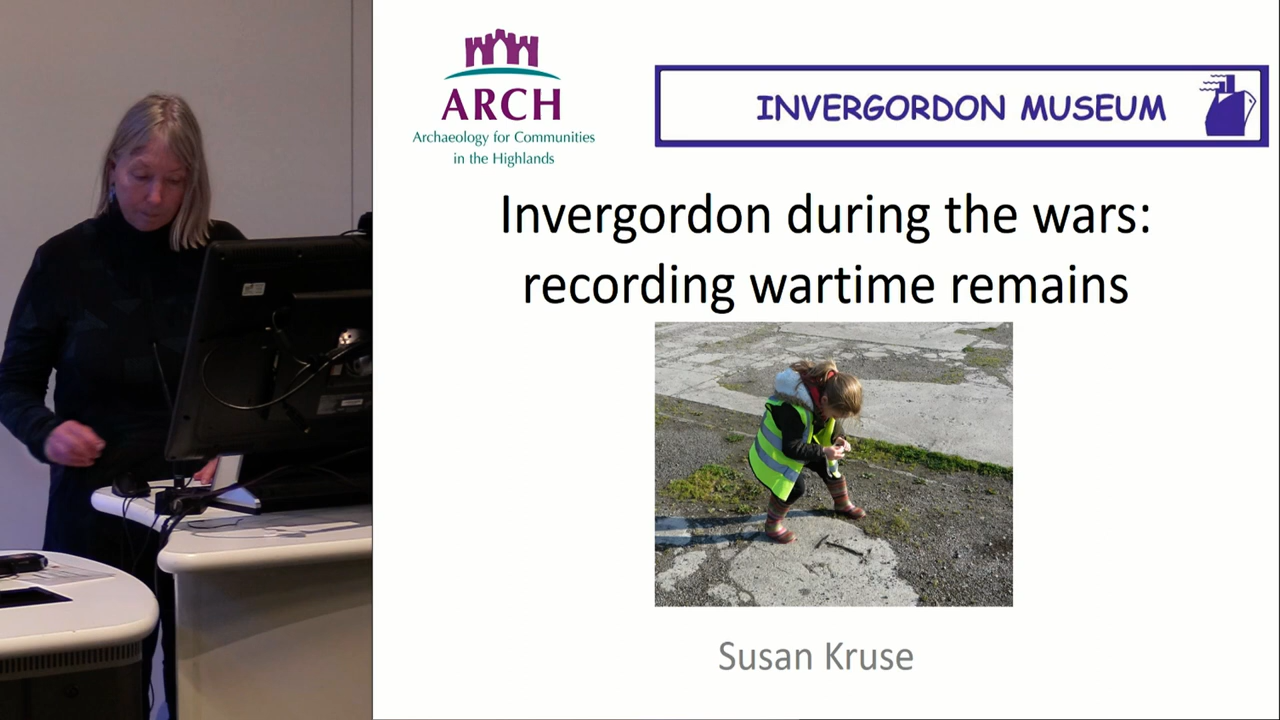 ARCH
Archaeology for Communities
in the Highlands
INVERGORDON MUSEUM
Invergordon during the wars:
recording wartime remains
Susan Kruse